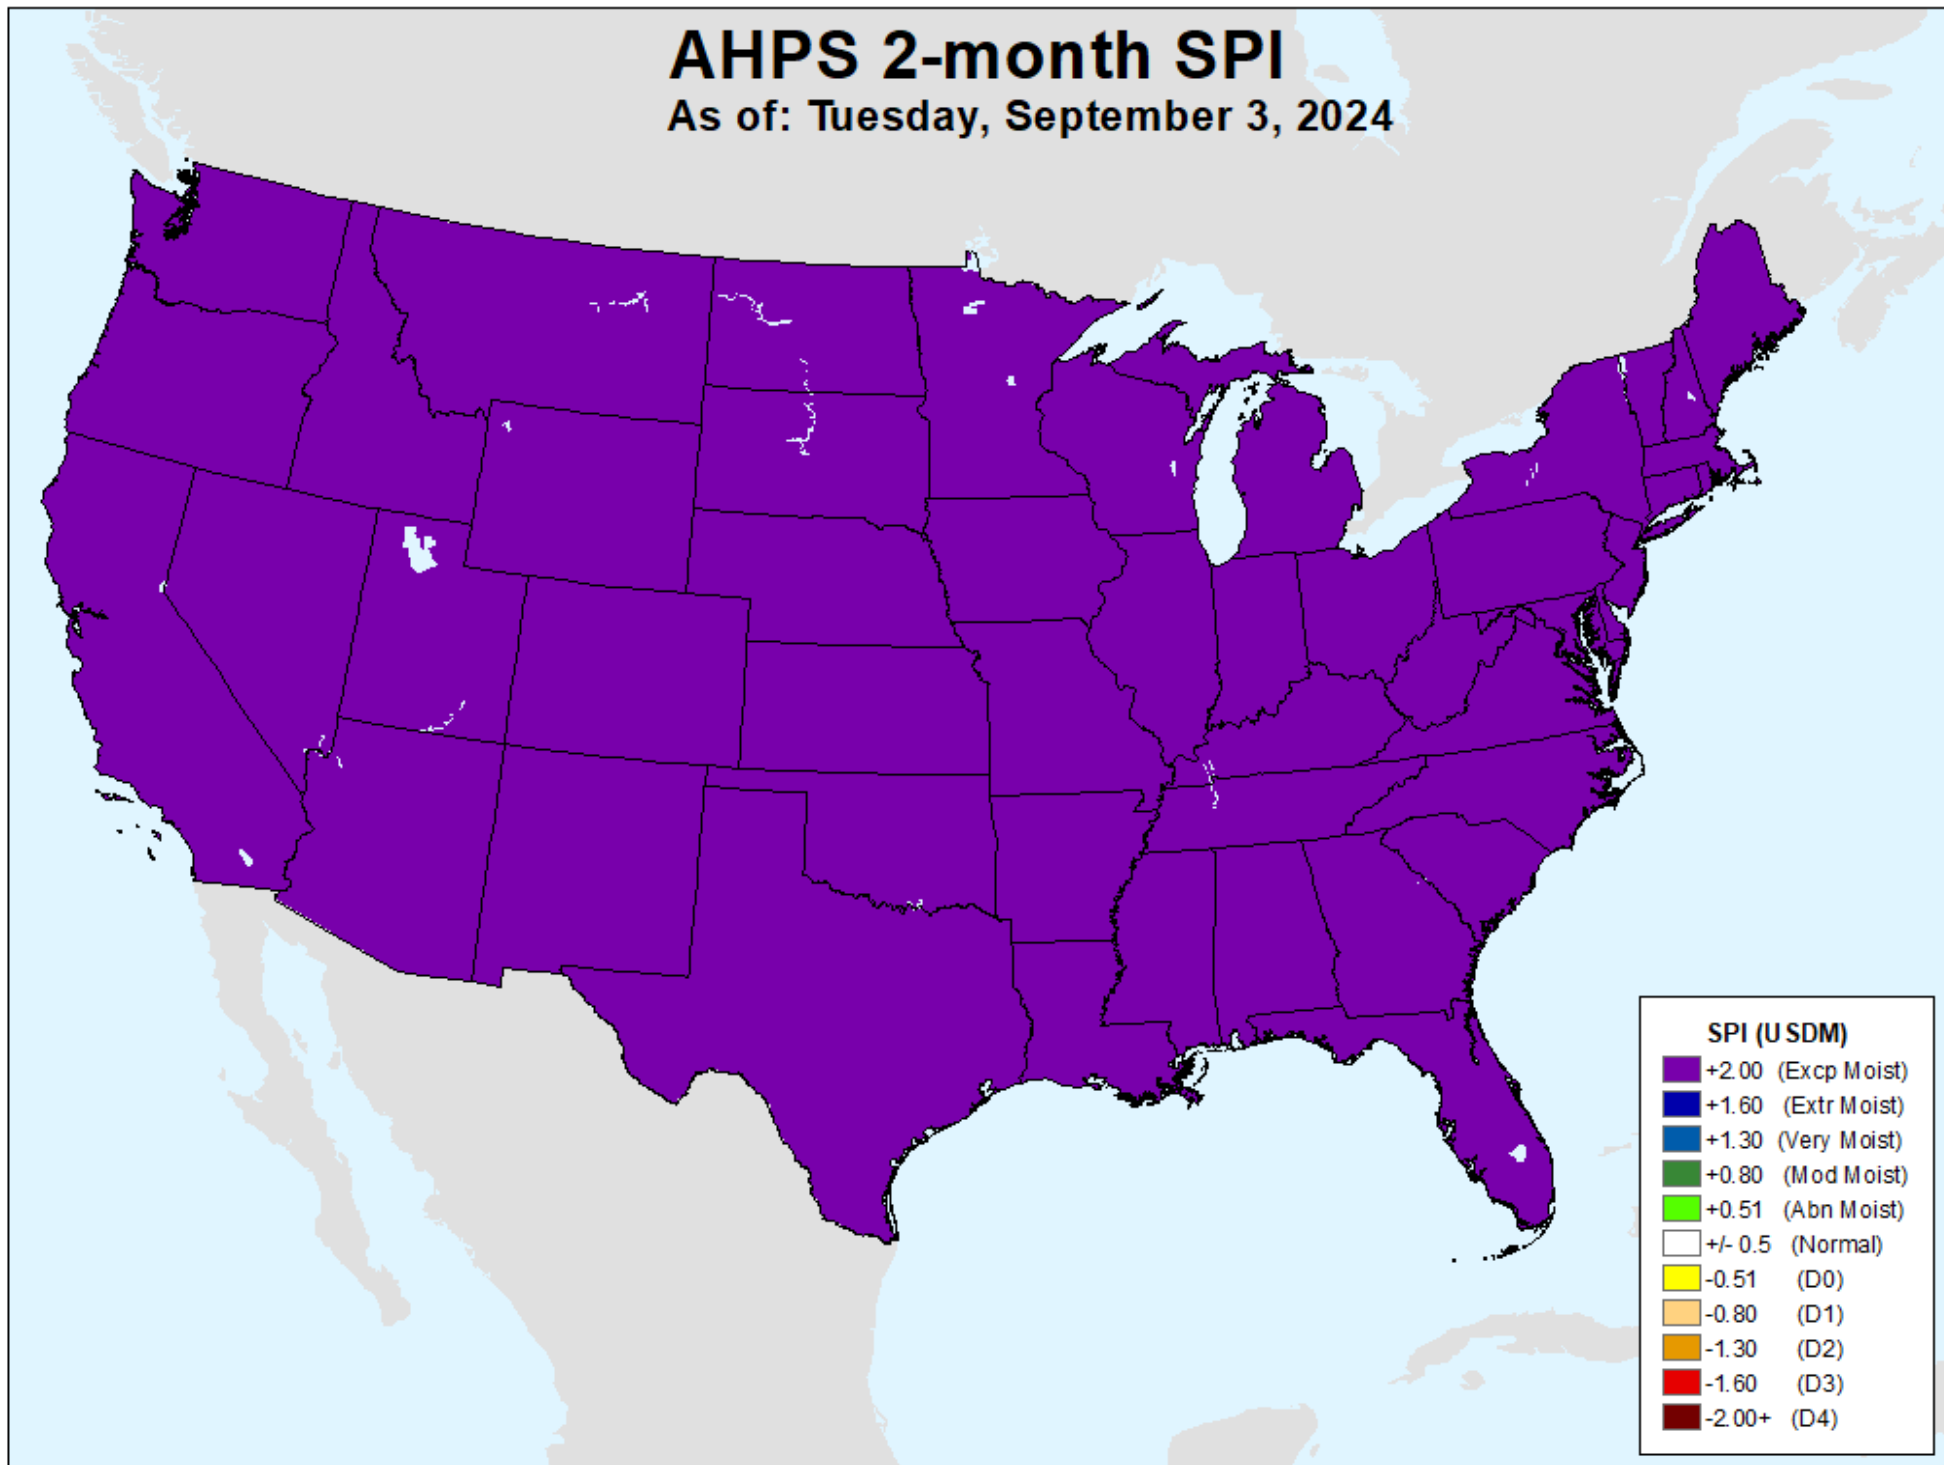 AHPS 2-month SPI
As of: Tuesday, September 3, 2024
SPI (USDM)
+2.00 (Excp Moist)
+1.60 (Extr Moist)
+1.30 (Very Moist)
+0.80 (Mod Moist)
+0.51 (Abn Moist)
+/- 0.5 (Normal)
-0.51 (D0)
-0.80 (D1)
-1.30 (D2)
-1.60 (D3)
-2.00+ (D4)